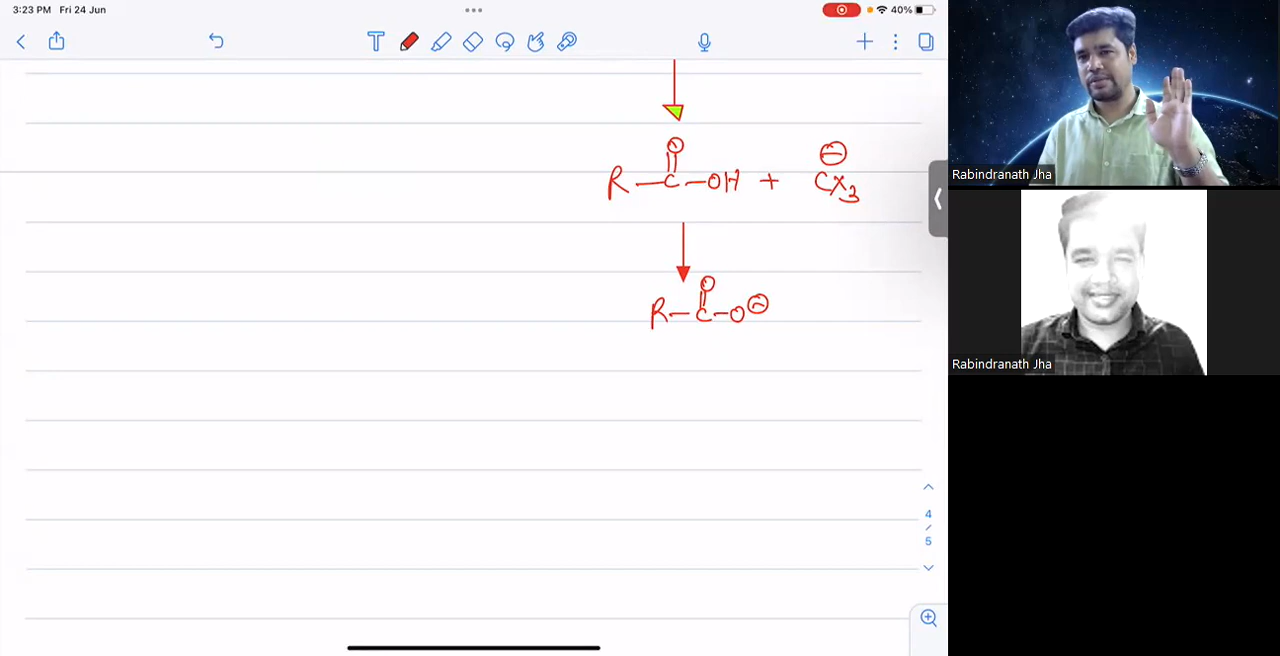 3:23 PM Fri 24 Jun
40%
T
O
R-C-OH + CX3
O
R-C-O
4
5
Rabindranath Jha
Rabindranath Jha